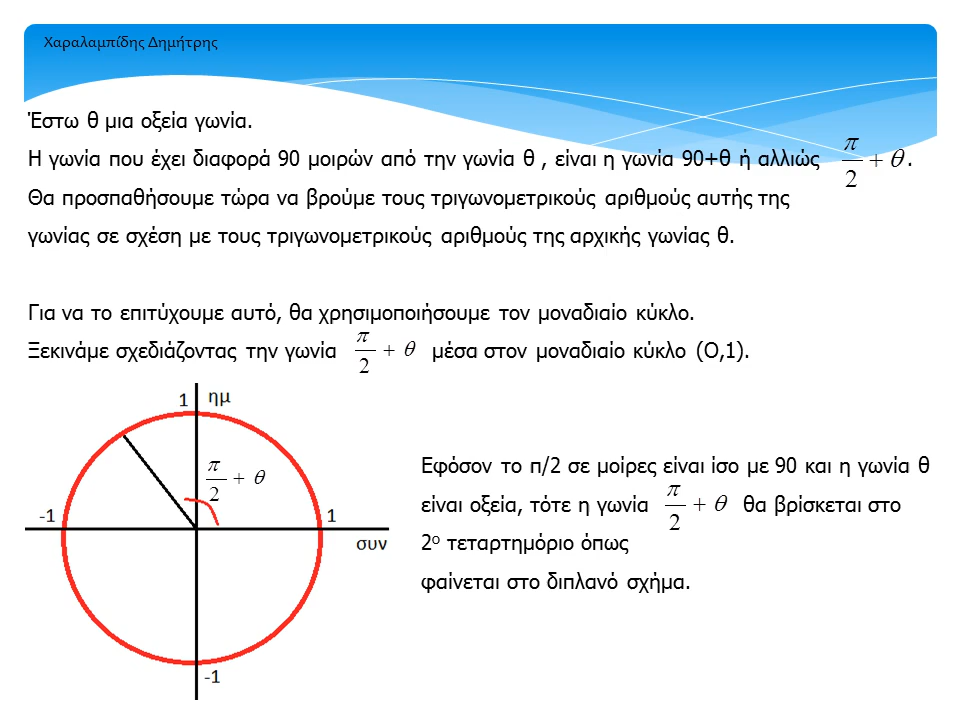 Χαραλαμπίδης Δημήτρης
Έστω θ μια οξεία γωνία.
Η γωνία που έχει διαφορά 90 μοιρών από την γωνία θ , είναι η γωνία 90+θ ή αλλιώς π/2 + θ .
Θα προσπαθήσουμε τώρα να βρούμε τους τριγωνομετρικούς αριθμούς αυτής της
γωνίας σε σχέση με τους τριγωνομετρικούς αριθμούς της αρχικής γωνίας θ.
Για να το επιτύχουμε αυτό, θα χρησιμοποιήσουμε τον μοναδιαίο κύκλο.
Ξεκινάμε σχεδιάζοντας την γωνία π/2 + θ μέσα στον μοναδιαίο κύκλο (Ο,1).
1 ημ
π/2 + θ
-1 1
συν
-1
Εφόσον το π/2 σε μοίρες είναι ίσο με 90 και η γωνία θ
είναι οξεία, τότε η γωνία π/2 + θ θα βρίσκεται στο
2ο τεταρτημόριο όπως
φαίνεται στο διπλανό σχήμα.